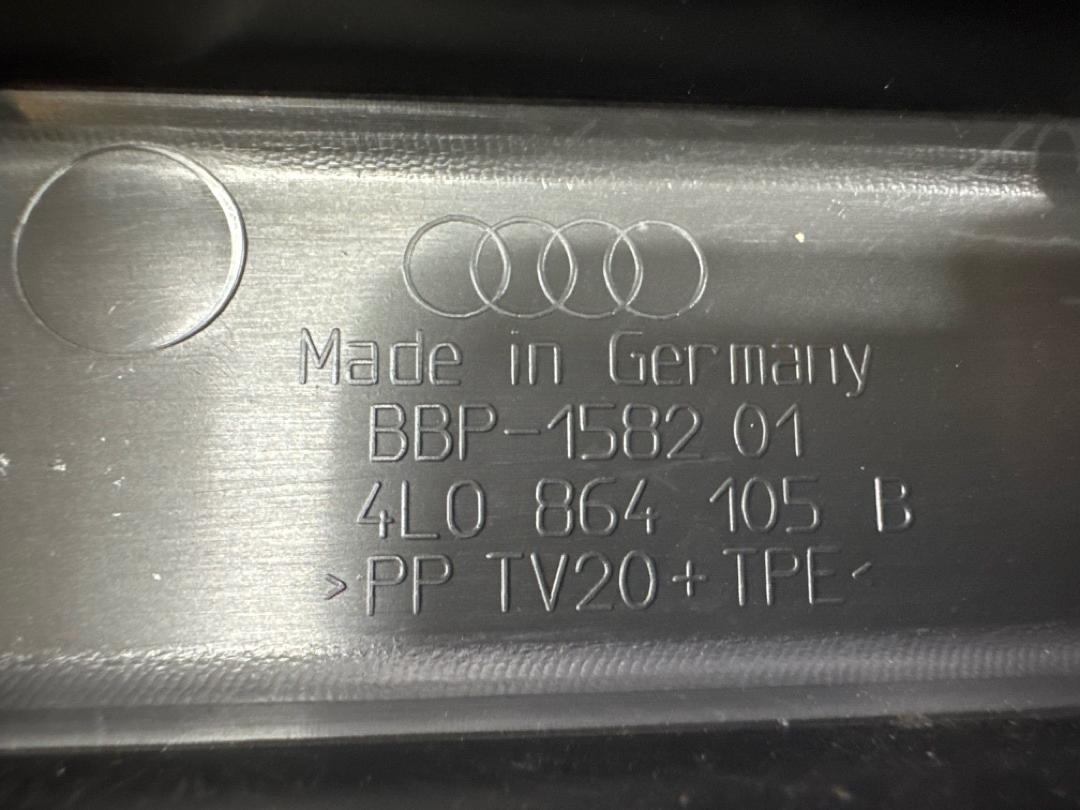 Made in Germany
BBP-1582 01
4L0 864 105 B
>PP TV20+TPE<